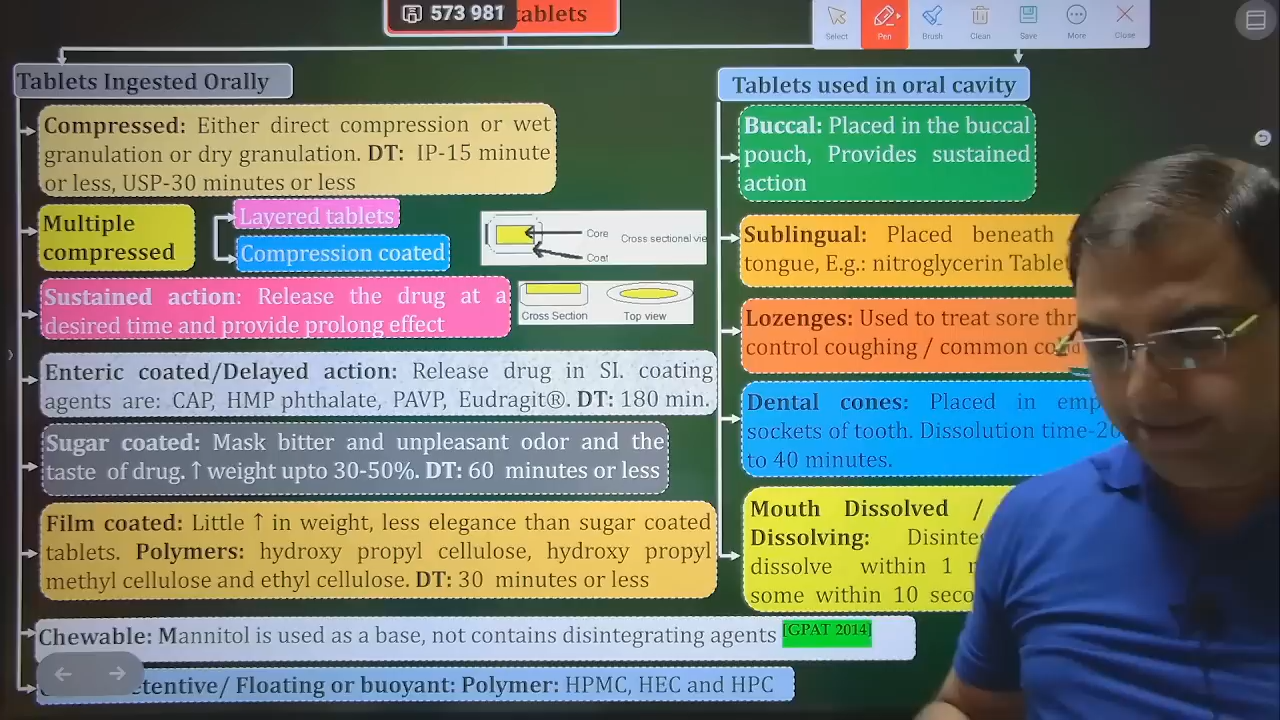 573 981
tablets
Select
Pen
Brush
Clean
Save
More
Close
Tablets Ingested Orally
Compressed: Either direct compression or wet
granulation or dry granulation. DT: IP-15 minute
or less, USP-30 minutes or less
Multiple
compressed
Layered tablets
Compression coated
Core
Coat
Cross sectional vie
Sustained action: Release the drug at a
desired time and provide prolong effect
Cross Section
Top view
Enteric coated/Delayed action: Release drug in SI. coating
agents are: CAP, HMP phthalate, PAVP, Eudragit®. DT: 180 min.
Sugar coated: Mask bitter and unpleasant odor and the
taste of drug. ↑ weight upto 30-50%. DT: 60 minutes or less
Film coated: Little ↑ in weight, less elegance than sugar coated
tablets. Polymers: hydroxy propyl cellulose, hydroxy propyl
methyl cellulose and ethyl cellulose. DT: 30 minutes or less
Chewable: Mannitol is used as a base, not contains disintegrating agents [GPAT 2014]
etentive/ Floating or buoyant: Polymer: HPMC, HEC and HPC
Tablets used in oral cavity
Buccal: Placed in the buccal
pouch, Provides sustained
action
Sublingual: Placed beneath
tongue, E.g.: nitroglycerin Table
Lozenges: Used to treat sore thr
control coughing / common co
Dental cones: Placed in emp
sockets of tooth. Dissolution time-20
to 40 minutes.
Mouth Dissolved /
Dissolving: Disinte
dissolve within 1
some within 10 seco